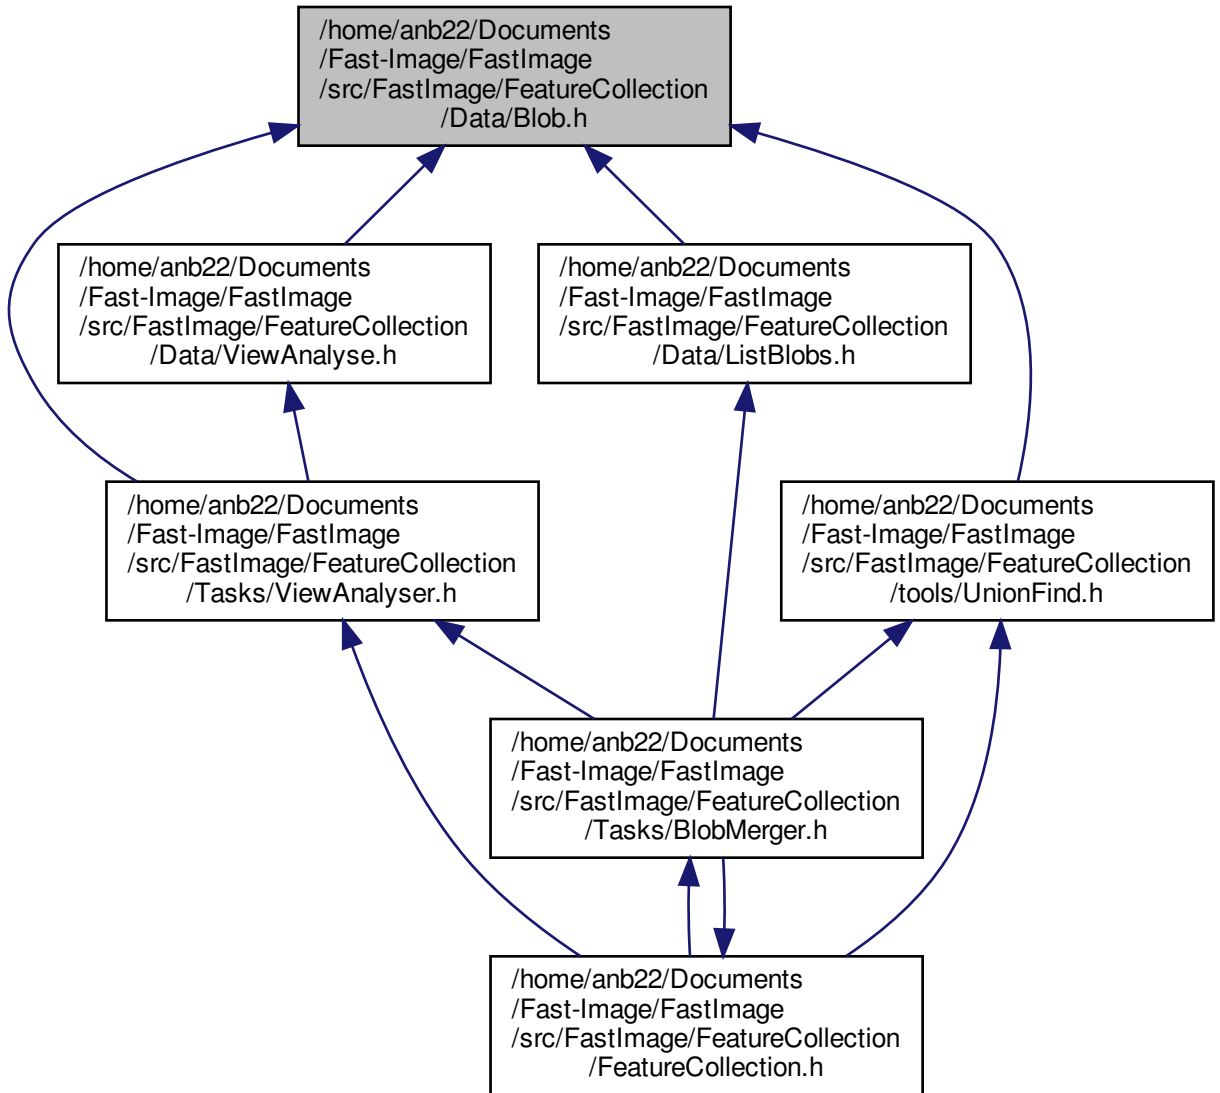 /home/anb22/Documents
/Fast-Image/FastImage
/src/FastImage/FeatureCollection
/Data/Blob.h
/home/anb22/Documents
/Fast-Image/FastImage
/src/FastImage/FeatureCollection
/Data/ViewAnalyse.h
/home/anb22/Documents
/Fast-Image/FastImage
/src/FastImage/FeatureCollection
/Data/ListBlobs.h
/home/anb22/Documents
/Fast-Image/FastImage
/src/FastImage/FeatureCollection
/Tasks/ViewAnalyser.h
/home/anb22/Documents
/Fast-Image/FastImage
/src/FastImage/FeatureCollection
/tools/UnionFind.h
/home/anb22/Documents
/Fast-Image/FastImage
/src/FastImage/FeatureCollection
/Tasks/BlobMerger.h
/home/anb22/Documents
/Fast-Image/FastImage
/src/FastImage/FeatureCollection
/FeatureCollection.h